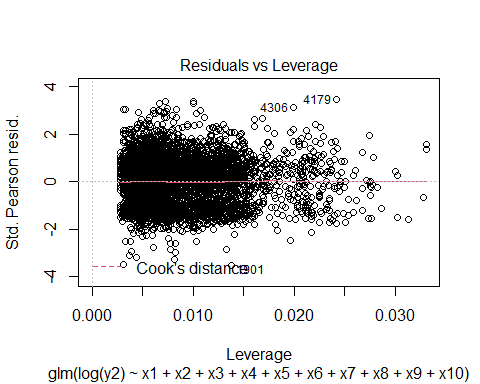 Residuals vs Leverage
Std. Pearson resid.
4
2
0
-2
-4
4306
4179
1901
Cook's distance
0.000
0.010
0.020
0.030
Leverage
glm(log(y2) ~ x1 + x2 + x3 + x4 + x5 + x6 + x7 + x8 + x9 + x10)